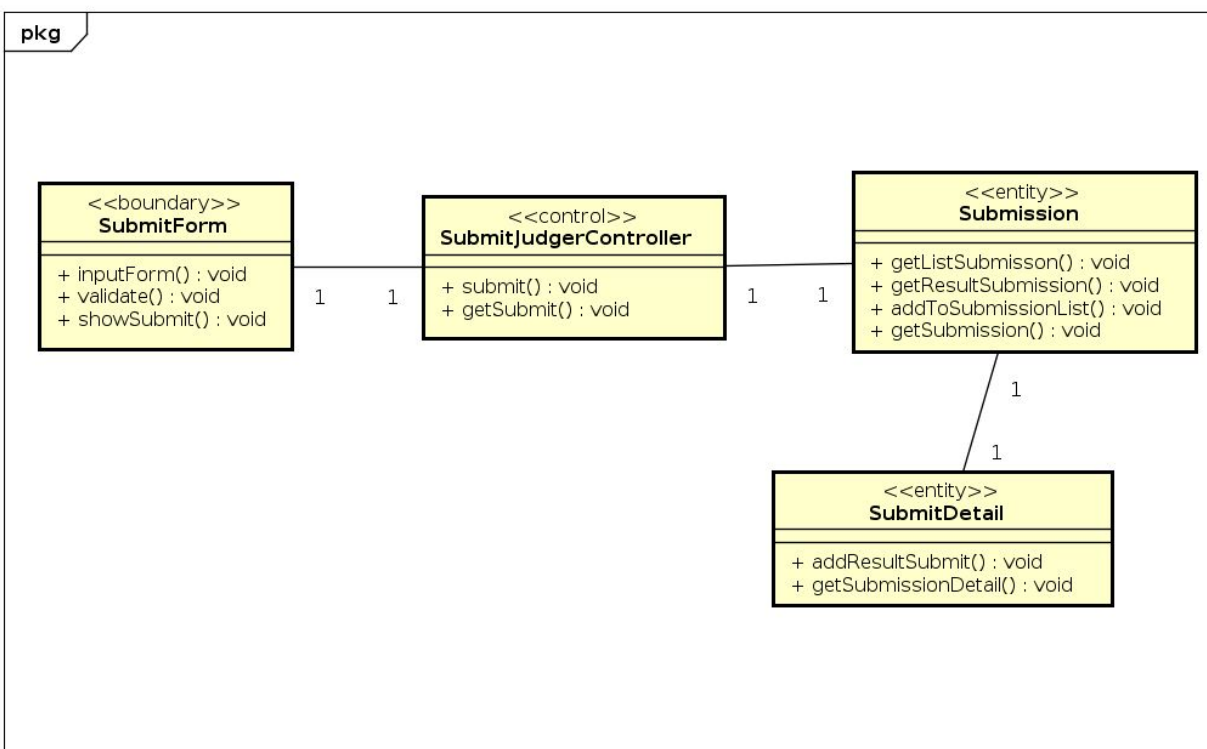 pkg
<<boundary>>
SubmitForm
+ inputForm() : void
+ validate() : void
+ showSubmit() : void
1
1
<<control>>
SubmitJudgerController
+ submit() : void
+ getSubmit() : void
1
1
<<entity>>
Submission
+ getListSubmisson() : void
+ getResultSubmission() : void
+ addToSubmissionList() : void
+ getSubmission() : void
1
1
<<entity>>
SubmitDetail
+ addResultSubmit() : void
+ getSubmissionDetail() : void